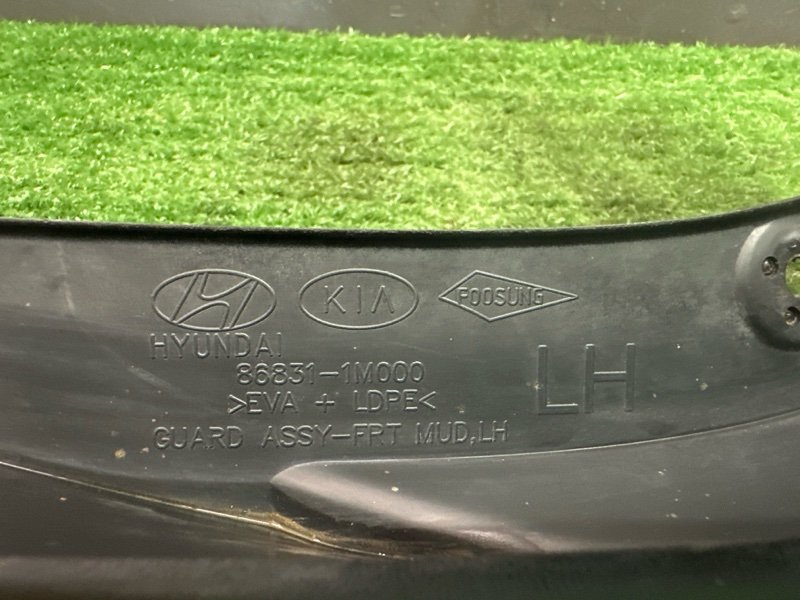 KIA
FOOSUNG
HYUNDAI
86831-1M000
>EVA + LDPE<
LH
GUARD ASSY-FRT MUD,LH